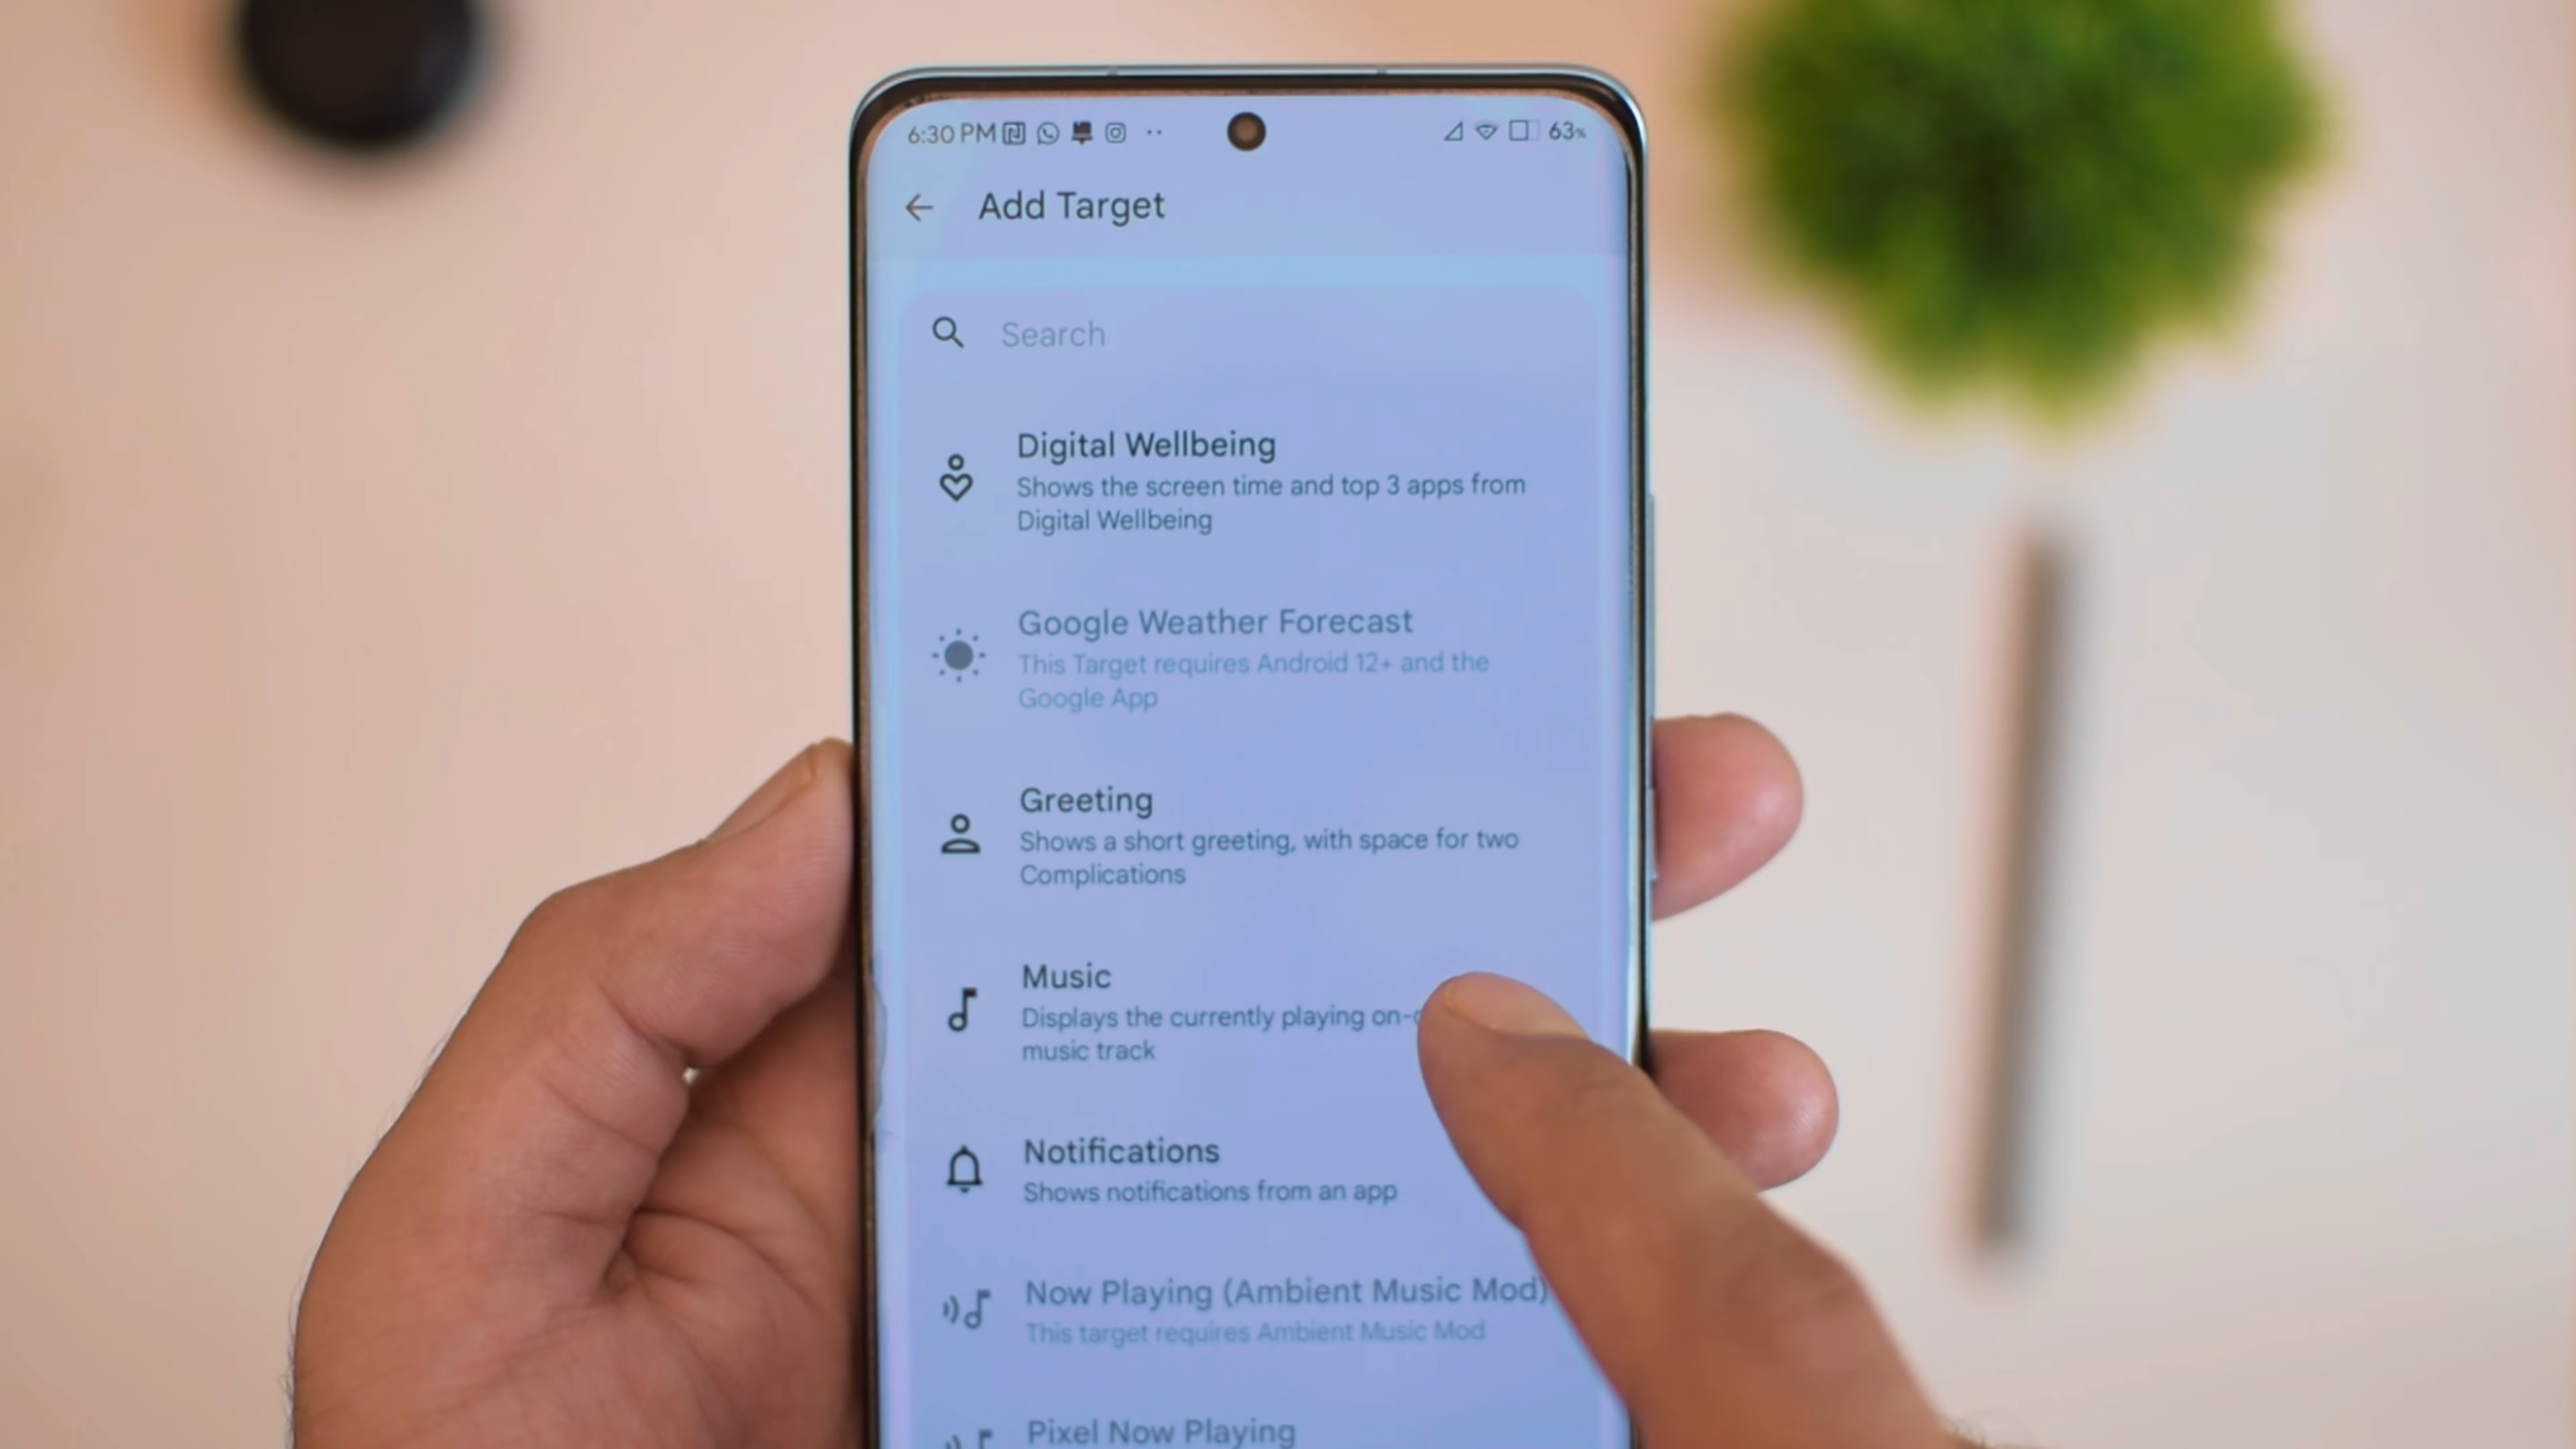 6:30 PM
63%
Add Target
Search
Digital Wellbeing
Shows the screen time and top 3 apps from
Digital Wellbeing
Google Weather Forecast
This Target requires Android 12+ and the
Google App
Greeting
Shows a short greeting, with space for two
Complications
Music
Displays the currently playing on-
music track
Notifications
Shows notifications from an app
Now Playing (Ambient Music Mod)
This target requires Ambient Music Mod
Pixel Now Playing